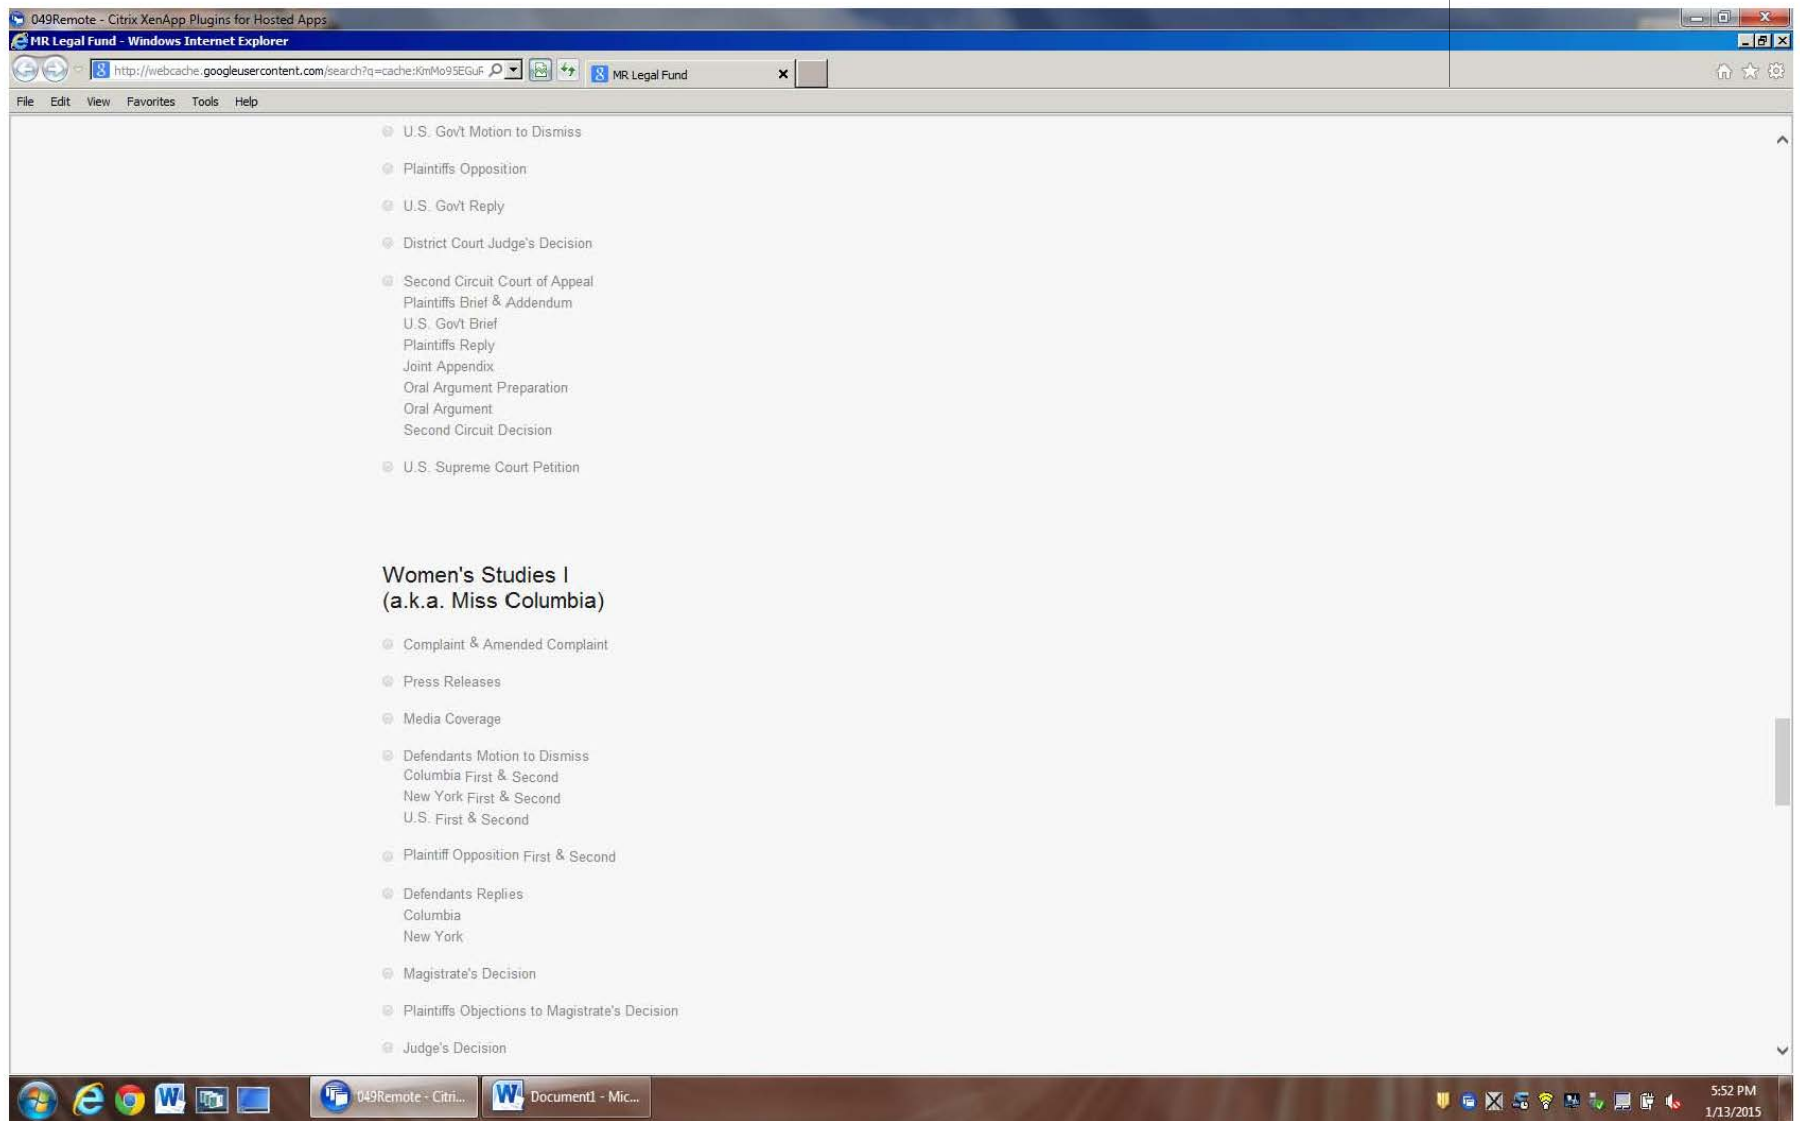 049Remote - Citrix XenApp Plugins for Hosted Apps
MR Legal Fund - Windows Internet Explorer
http://webcache.googleusercontent.com/search?q=cache:KmMo95EGuF
MR Legal Fund
File Edit View Favorites Tools Help
U.S. Gov't Motion to Dismiss
Plaintiffs Opposition
U.S. Gov't Reply
District Court Judge's Decision
Second Circuit Court of Appeal
Plaintiffs Brief & Addendum
U.S. Gov't Brief
Plaintiffs Reply
Joint Appendix
Oral Argument Preparation
Oral Argument
Second Circuit Decision
U.S. Supreme Court Petition
Women's Studies I
(a.k.a. Miss Columbia)
Complaint & Amended Complaint
Press Releases
Media Coverage
Defendants Motion to Dismiss
Columbia First & Second
New York First & Second
U.S. First & Second
Plaintiff Opposition First & Second
Defendants Replies
Columbia
New York
Magistrate's Decision
Plaintiffs Objections to Magistrate's Decision
Judge's Decision
049Remote - Citri...
Document1 - Mic...
5:52 PM
1/13/2015